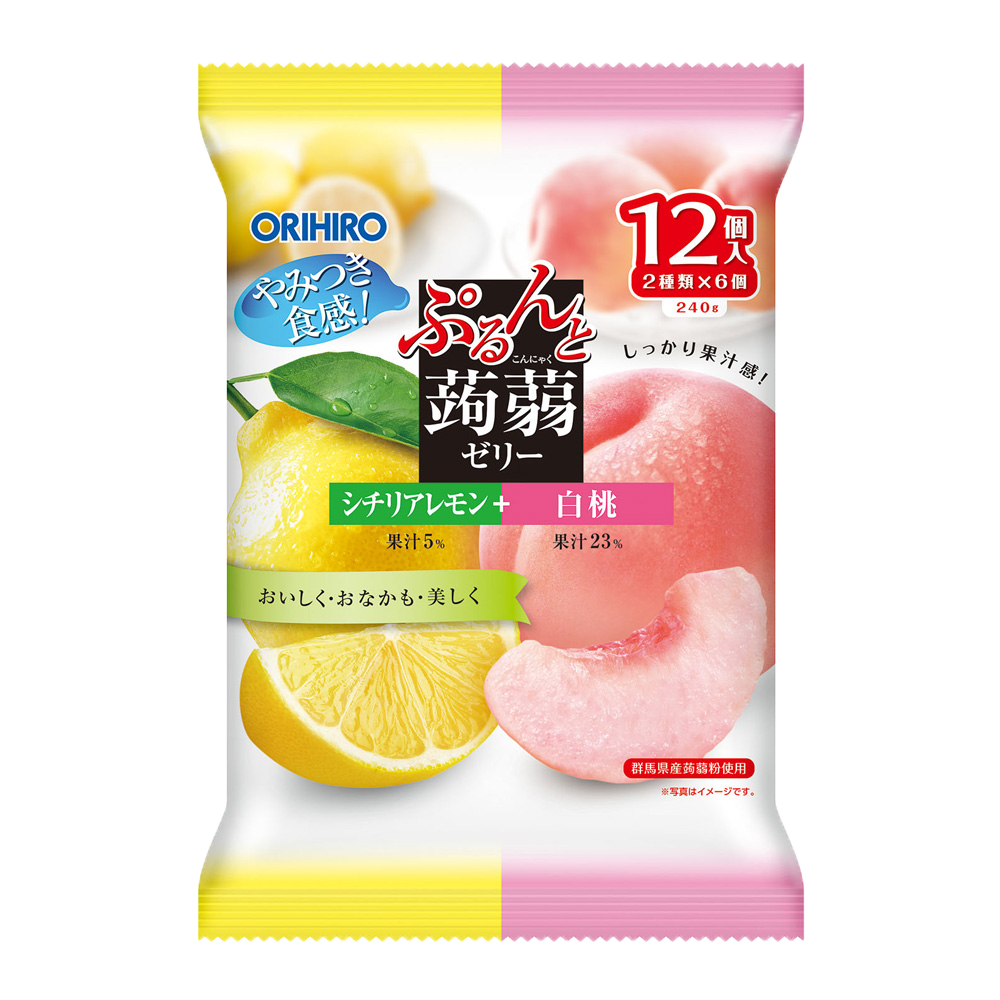 ORIHIRO
やみつき
食感!
12個入
2種類×6個
240g
ぷるんと
こんにゃく
蒟蒻
ゼリー
しっかり果汁感!
シチリアレモン+白桃
果汁5% 果汁23%
おいしく・おなかも・美しく
群馬県産蒟蒻粉使用
※写真はイメージです。